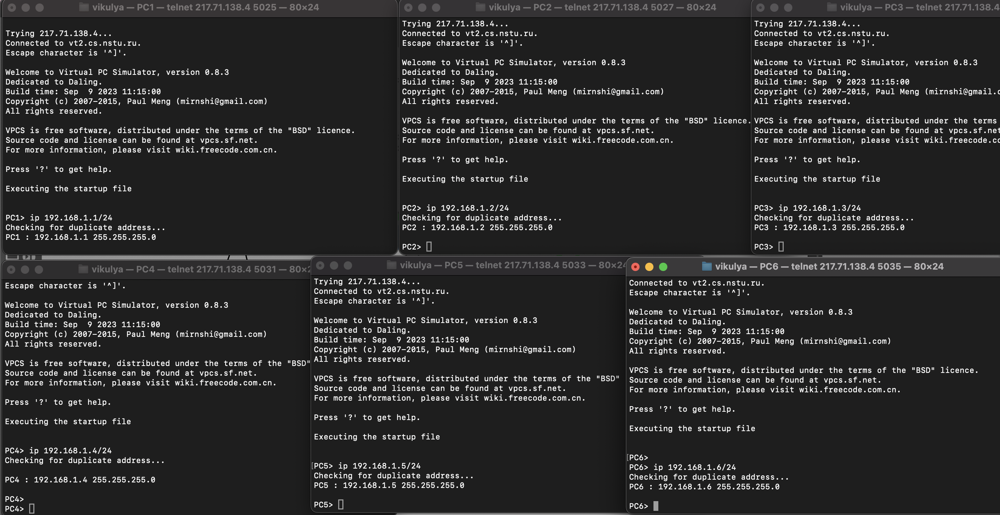 vikulya — PC1 — telnet 217.71.138.4 5025 — 80×24
Trying 217.71.138.4...
Connected to vt2.cs.nstu.ru.
Escape character is '^]'.
Welcome to Virtual PC Simulator, version 0.8.3
Dedicated to Daling.
Build time: Sep  9 2023 11:15:00
Copyright (c) 2007-2015, Paul Meng (mirnshi@gmail.com)
All rights reserved.
VPCS is free software, distributed under the terms of the "BSD" licence.
Source code and license can be found at vpcs.sf.net.
For more information, please visit wiki.freecode.com.cn.
Press '?' to get help.
Executing the startup file
PC1> ip 192.168.1.1/24
Checking for duplicate address...
PC1 : 192.168.1.1 255.255.255.0
vikulya — PC2 — telnet 217.71.138.4 5027 — 80×24
Trying 217.71.138.4...
Connected to vt2.cs.nstu.ru.
Escape character is '^]'.
Welcome to Virtual PC Simulator, version 0.8.3
Dedicated to Daling.
Build time: Sep  9 2023 11:15:00
Copyright (c) 2007-2015, Paul Meng (mirnshi@gmail.com)
All rights reserved.
VPCS is free software, distributed under the terms of the "BSD" licence.
Source code and license can be found at vpcs.sf.net.
For more information, please visit wiki.freecode.com.cn.
Press '?' to get help.
Executing the startup file
PC2> ip 192.168.1.2/24
Checking for duplicate address...
PC2 : 192.168.1.2 255.255.255.0
PC2>
vikulya — PC3 — telnet 217.71.138.4
Trying 217.71.138.4...
Connected to vt2.cs.nstu.ru.
Escape character is '^]'.
Welcome to Virtual PC Simulator, version 0.8.3
Dedicated to Daling.
Build time: Sep  9 2023 11:15:00
Copyright (c) 2007-2015, Paul Meng (mirnshi@gmail.c
All rights reserved.
VPCS is free software, distributed under the terms
Source code and license can be found at vpcs.sf.net
For more information, please visit wiki.freecode.co
Press '?' to get help.
Executing the startup file
PC3> ip 192.168.1.3/24
Checking for duplicate address...
PC3 : 192.168.1.3 255.255.255.0
PC3>
vikulya — PC4 — telnet 217.71.138.4 5031 — 80×2
Escape character is '^]'.
Welcome to Virtual PC Simulator, version 0.8.3
Dedicated to Daling.
Build time: Sep  9 2023 11:15:00
Copyright (c) 2007-2015, Paul Meng (mirnshi@gmail.com)
All rights reserved.
VPCS is free software, distributed under the terms of the "BSD"
Source code and license can be found at vpcs.sf.net.
For more information, please visit wiki.freecode.com.cn.
Press '?' to get help.
Executing the startup file
PC4> ip 192.168.1.4/24
Checking for duplicate address...
PC4 : 192.168.1.4 255.255.255.0
PC4>
PC4>
vikulya — PC5 — telnet 217.71.138.4 5033 — 80×24
Trying 217.71.138.4...
Connected to vt2.cs.nstu.ru.
Escape character is '^]'.
Welcome to Virtual PC Simulator, version 0.8.3
Dedicated to Daling.
Build time: Sep  9 2023 11:15:00
Copyright (c) 2007-2015, Paul Meng (mirnshi@gmail.com)
All rights reserved.
VPCS is free software, distributed under the terms of the "BSD"
Source code and license can be found at vpcs.sf.net.
For more information, please visit wiki.freecode.com.cn.
Press '?' to get help.
Executing the startup file
[PC5> ip 192.168.1.5/24
Checking for duplicate address...
PC5 : 192.168.1.5 255.255.255.0
PC5>
vikulya — PC6 — telnet 217.71.138.4 5035 — 80×24
Connected to vt2.cs.nstu.ru.
Escape character is '^]'.
Welcome to Virtual PC Simulator, version 0.8.3
Dedicated to Daling.
Build time: Sep  9 2023 11:15:00
Copyright (c) 2007-2015, Paul Meng (mirnshi@gmail.com)
All rights reserved.
VPCS is free software, distributed under the terms of the "BSD" licence.
Source code and license can be found at vpcs.sf.net.
For more information, please visit wiki.freecode.com.cn.
Press '?' to get help.
Executing the startup file
[PC6>
PC6> ip 192.168.1.6/24
Checking for duplicate address...
PC6 : 192.168.1.6 255.255.255.0
PC6>